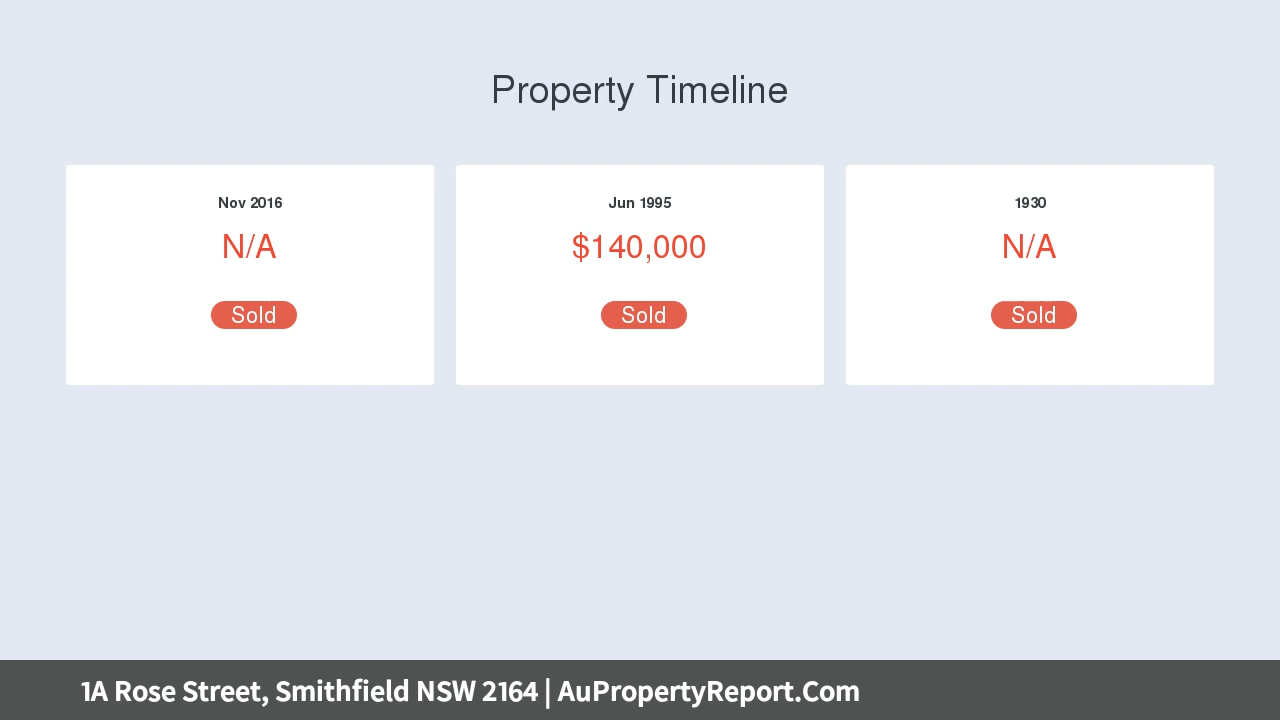 Property Timeline
Nov 2016
N/A
Sold
Jun 1995
$140,000
Sold
1930
N/A
Sold
1A Rose Street, Smithfield NSW 2164 | AuPropertyReport.Com